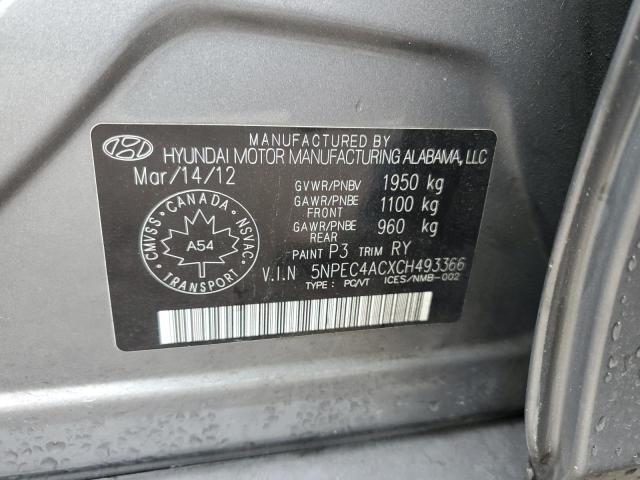 MANUFACTURED BY
HYUNDAI MOTOR MANUFACTURING ALABAMA, LLC
Mar/14/12
GVWR/PNBV 1950 kg
GAWR/PNBE FRONT 1100 kg
GAWR/PNBE REAR 960 kg
PAINT P3 TRIM RY
V.I.N 5NPEC4ACXCH493366
TYPE : PC/VT ICES/NMB-002
CANADA
CMVSS
NSVAC
A54